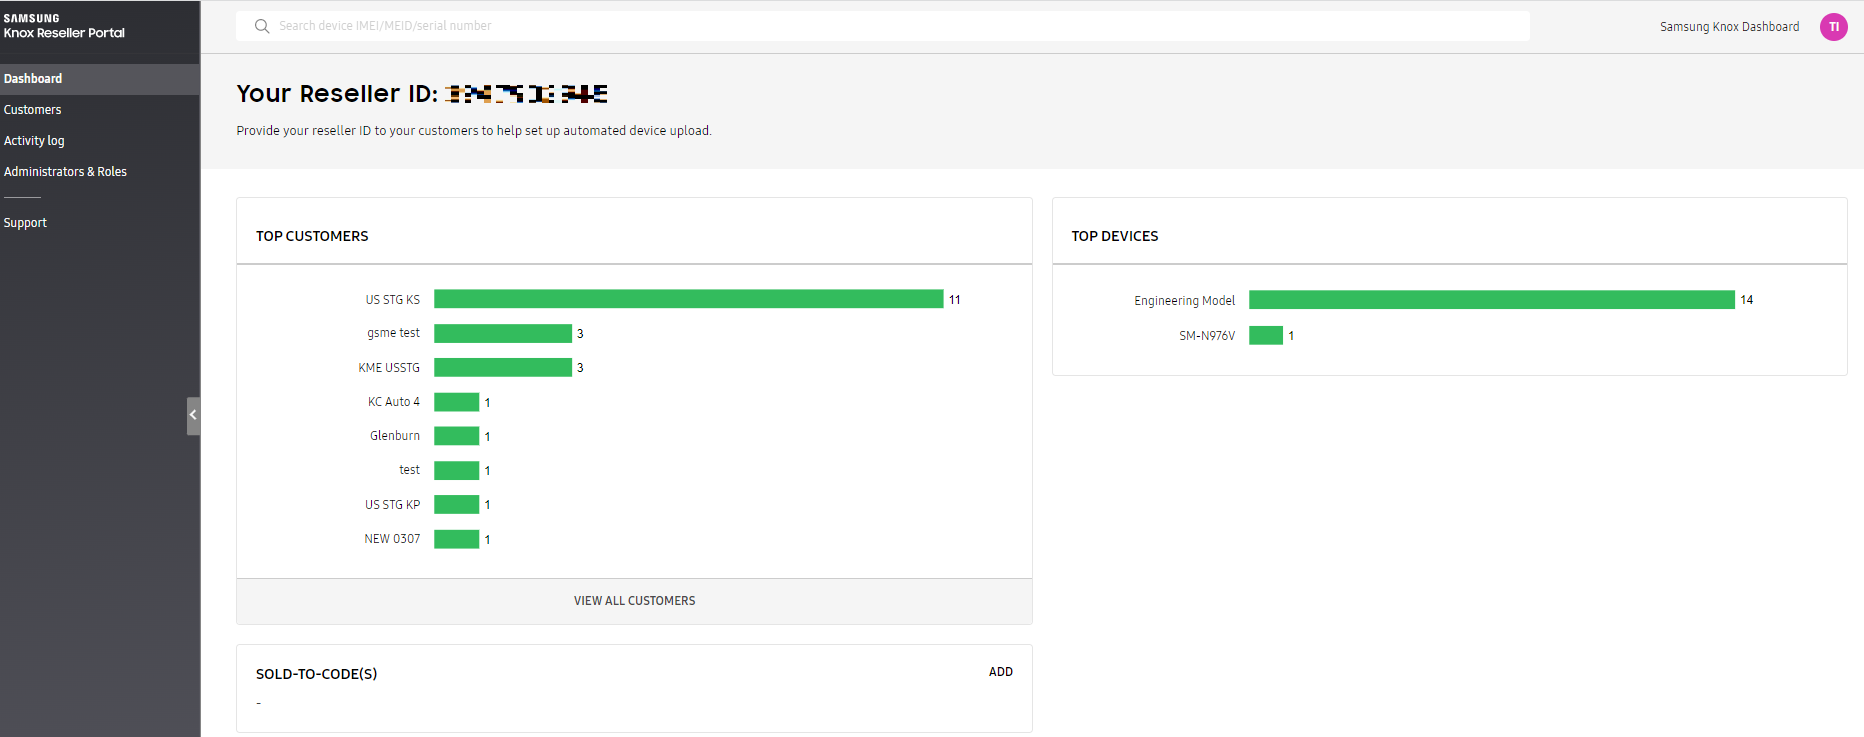 SAMSUNG
Knox Reseller Portal
Dashboard
Customers
Activity log
Administrators & Roles
Support
Search device IMEI/MEID/serial number
Samsung Knox Dashboard
TI
Your Reseller ID:
Provide your reseller ID to your customers to help set up automated device upload.
TOP CUSTOMERS
US STG KS 11
gsme test 3
KME USSTG 3
KC Auto 4 1
Glenburn 1
test 1
US STG KP 1
NEW 0307 1
VIEW ALL CUSTOMERS
SOLD-TO-CODE(S) ADD
-
TOP DEVICES
Engineering Model 14
SM-N976V 1